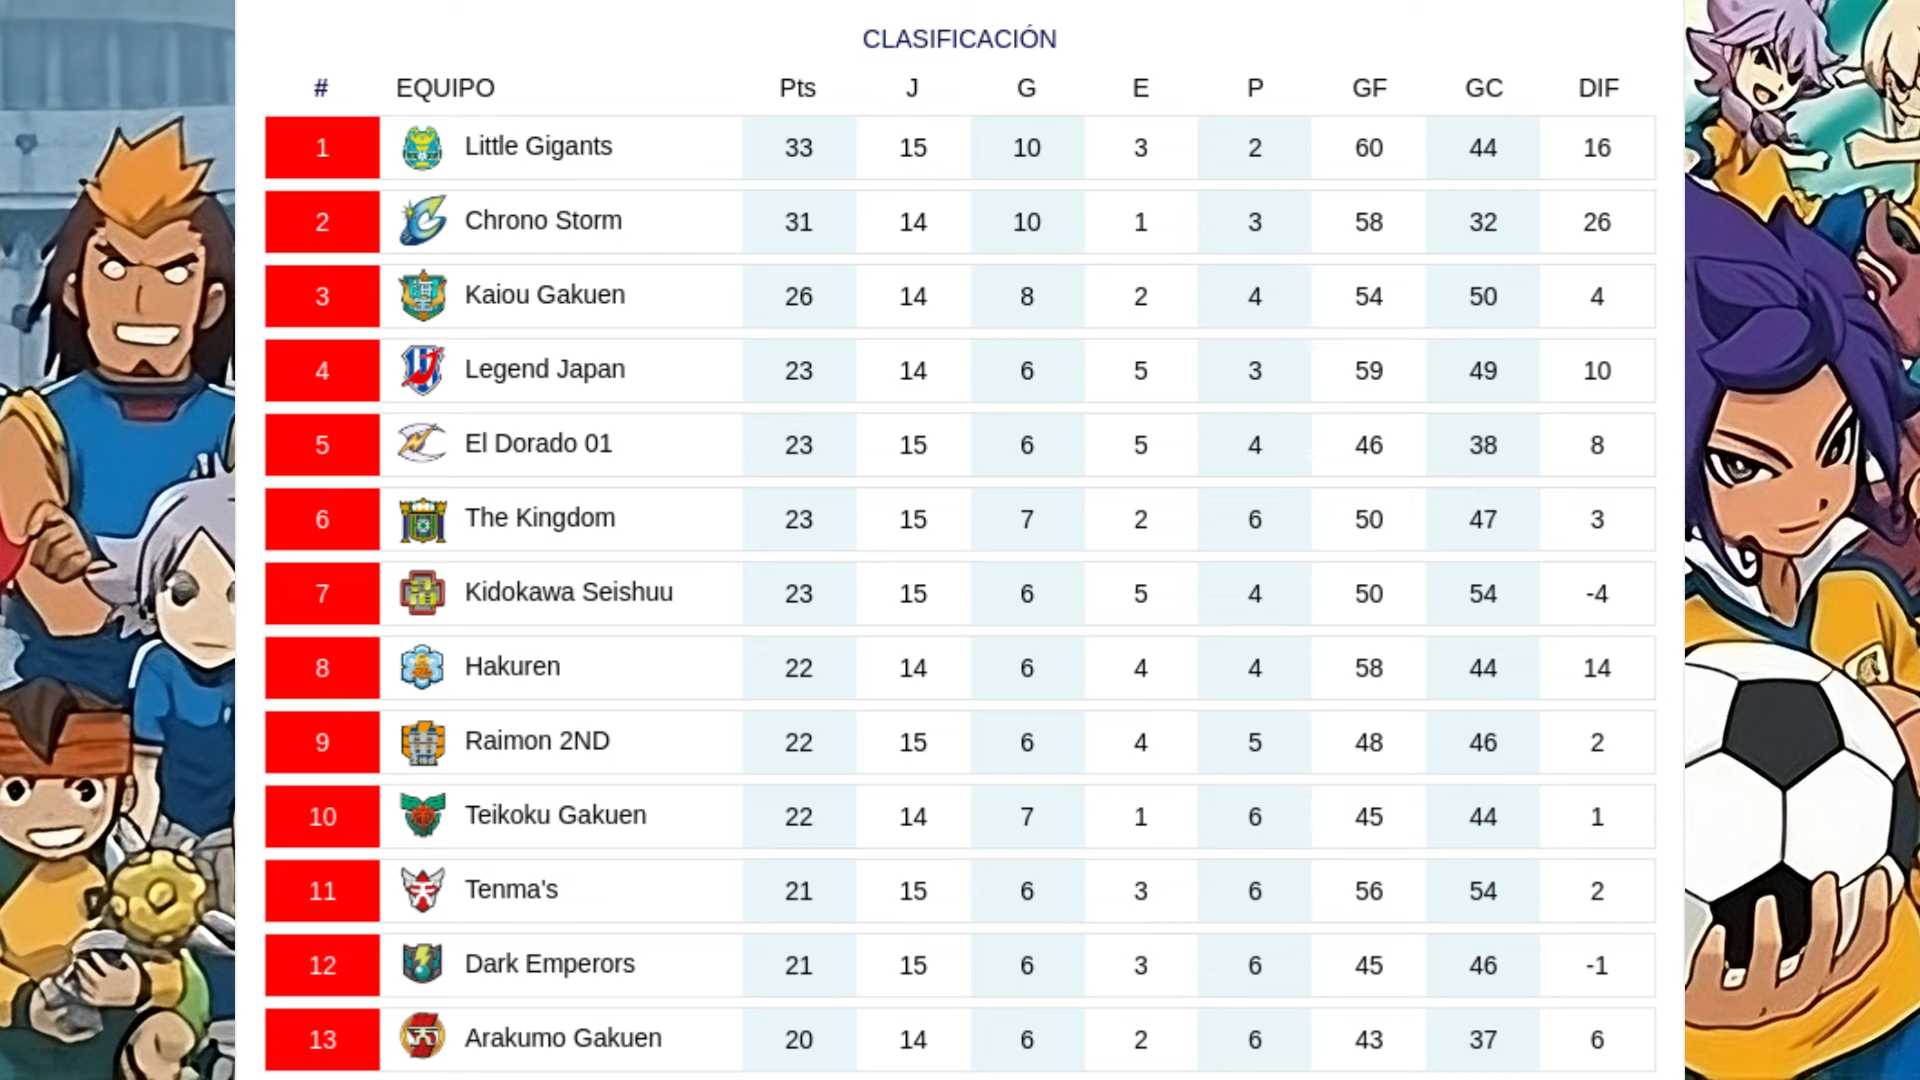 CLASIFICACIÓN
# EQUIPO Pts J G E P GF GC DIF
1 Little Gigants 33 15 10 3 2 60 44 16
2 Chrono Storm 31 14 10 1 3 58 32 26
3 Kaiou Gakuen 26 14 8 2 4 54 50 4
4 Legend Japan 23 14 6 5 3 59 49 10
5 El Dorado 01 23 15 6 5 4 46 38 8
6 The Kingdom 23 15 7 2 6 50 47 3
7 Kidokawa Seishuu 23 15 6 5 4 50 54 -4
8 Hakuren 22 14 6 4 4 58 44 14
9 Raimon 2ND 22 15 6 4 5 48 46 2
10 Teikoku Gakuen 22 14 7 1 6 45 44 1
11 Tenma's 21 15 6 3 6 56 54 2
12 Dark Emperors 21 15 6 3 6 45 46 -1
13 Arakumo Gakuen 20 14 6 2 6 43 37 6